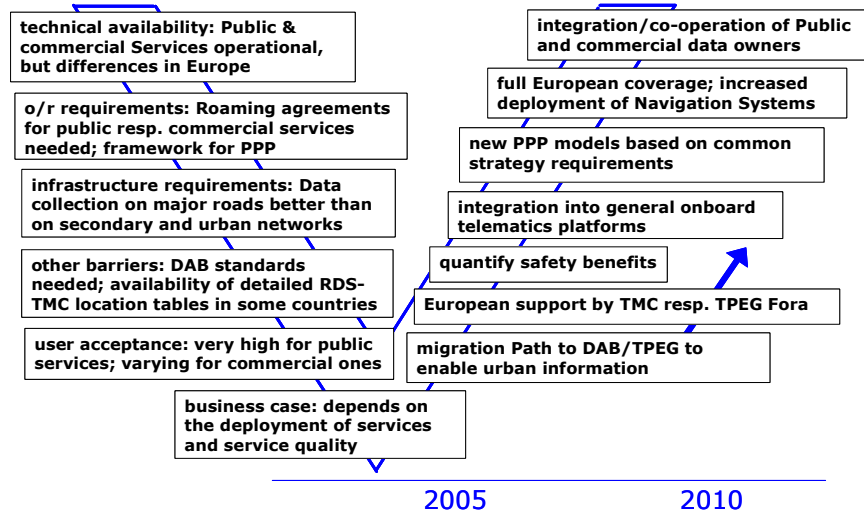 technical availability: Public &
commercial Services operational,
but differences in Europe
o/r requirements: Roaming agreements
for public resp. commercial services
needed; framework for PPP
infrastructure requirements: Data
collection on major roads better than
on secondary and urban networks
other barriers: DAB standards
needed; availability of detailed RDS-
TMC location tables in some countries
user acceptance: very high for public
services; varying for commercial ones
business case: depends on
the deployment of services
and service quality
integration/co-operation of Public
and commercial data owners
full European coverage; increased
deployment of Navigation Systems
new PPP models based on common
strategy requirements
integration into general onboard
telematics platforms
quantify safety benefits
European support by TMC resp. TPEG Fora
migration Path to DAB/TPEG to
enable urban information
2005
2010